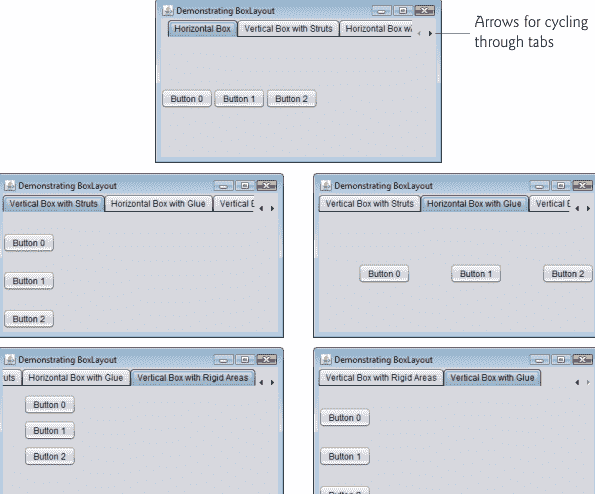 Demonstrating BoxLayout
Horizontal Box Vertical Box with Struts Horizontal Box
Arrows for cycling
through tabs
Button 0 Button 1 Button 2
Demonstrating BoxLayout
Vertical Box with Struts Horizontal Box with Glue Vertical
Button 0
Button 1
Button 2
Demonstrating BoxLayout
Vertical Box with Struts Horizontal Box with Glue Vertical
Button 0 Button 1 Button 2
Demonstrating BoxLayout
uts Horizontal Box with Glue Vertical Box with Rigid Areas
Button 0
Button 1
Button 2
Demonstrating BoxLayout
Vertical Box with Rigid Areas Vertical Box with Glue
Button 0
Button 1